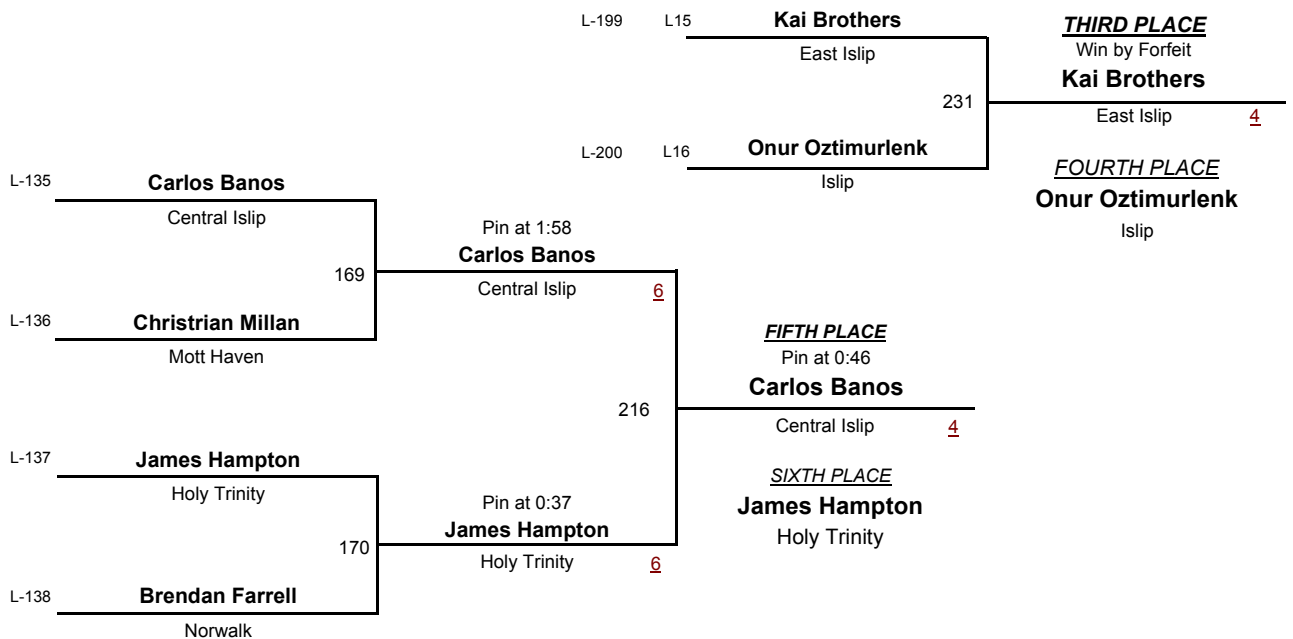 L-199 L15 Kai Brothers
East Islip
THIRD PLACE
Win by Forfeit
Kai Brothers
231
East Islip 4
L-200 L16 Onur Oztimurlenk
Islip
FOURTH PLACE
Onur Oztimurlenk
Islip
L-135 Carlos Banos
Central Islip
Pin at 1:58
Carlos Banos
169
Central Islip 6
L-136 Christrian Millan
Mott Haven
FIFTH PLACE
Pin at 0:46
Carlos Banos
216
Central Islip 4
L-137 James Hampton
Holy Trinity
SIXTH PLACE
James Hampton
Holy Trinity
Pin at 0:37
James Hampton
170
Holy Trinity 6
L-138 Brendan Farrell
Norwalk